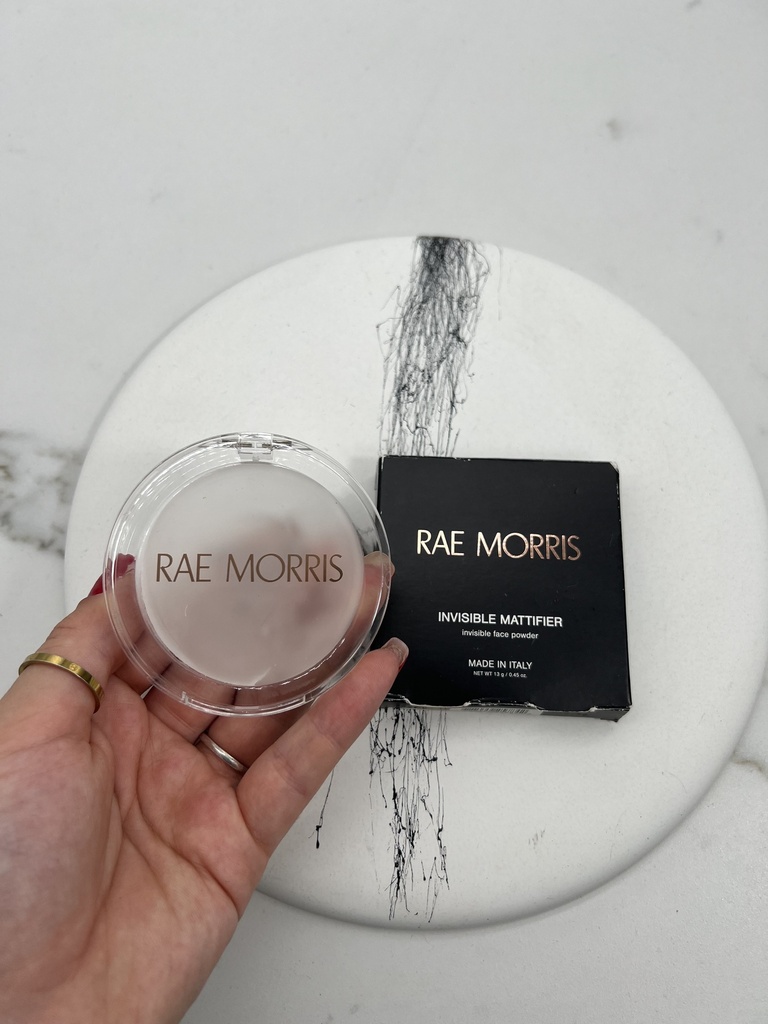 RAE MORRIS
RAE MORRIS
INVISIBLE MATTIFIER
invisible face powder
MADE IN ITALY
NET WT 13 g / 0.45 oz.